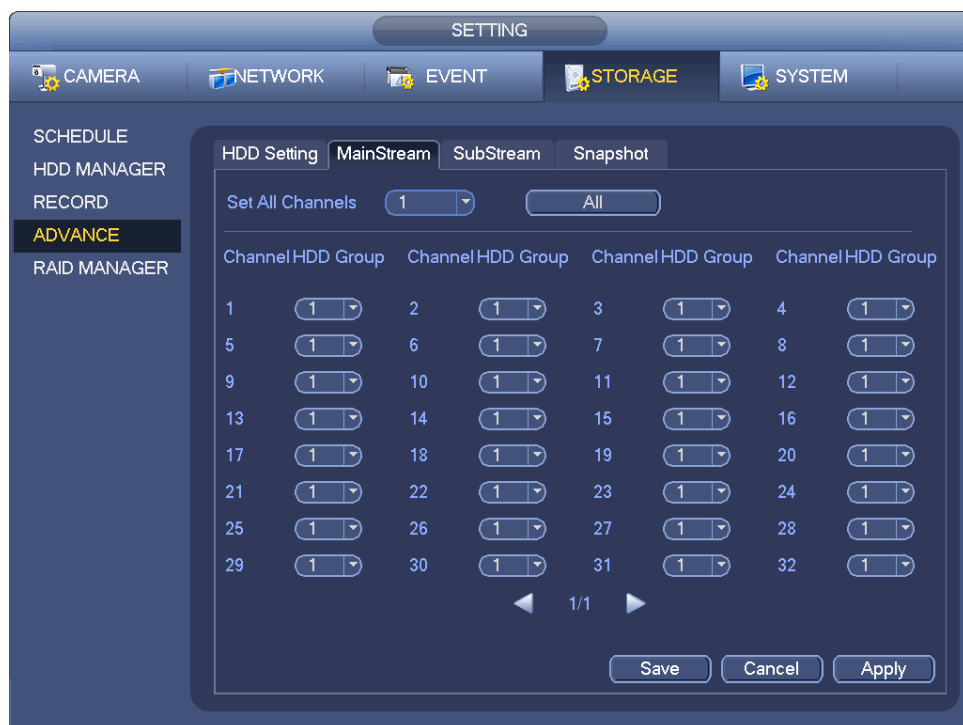 SETTING
CAMERA NETWORK EVENT STORAGE SYSTEM
SCHEDULE
HDD MANAGER
RECORD
ADVANCE
RAID MANAGER
HDD Setting MainStream SubStream Snapshot
Set All Channels 1 All
Channel HDD Group Channel HDD Group Channel HDD Group Channel HDD Group
1 1 2 1 3 1 4 1
5 1 6 1 7 1 8 1
9 1 10 1 11 1 12 1
13 1 14 1 15 1 16 1
17 1 18 1 19 1 20 1
21 1 22 1 23 1 24 1
25 1 26 1 27 1 28 1
29 1 30 1 31 1 32 1
1/1
Save Cancel Apply